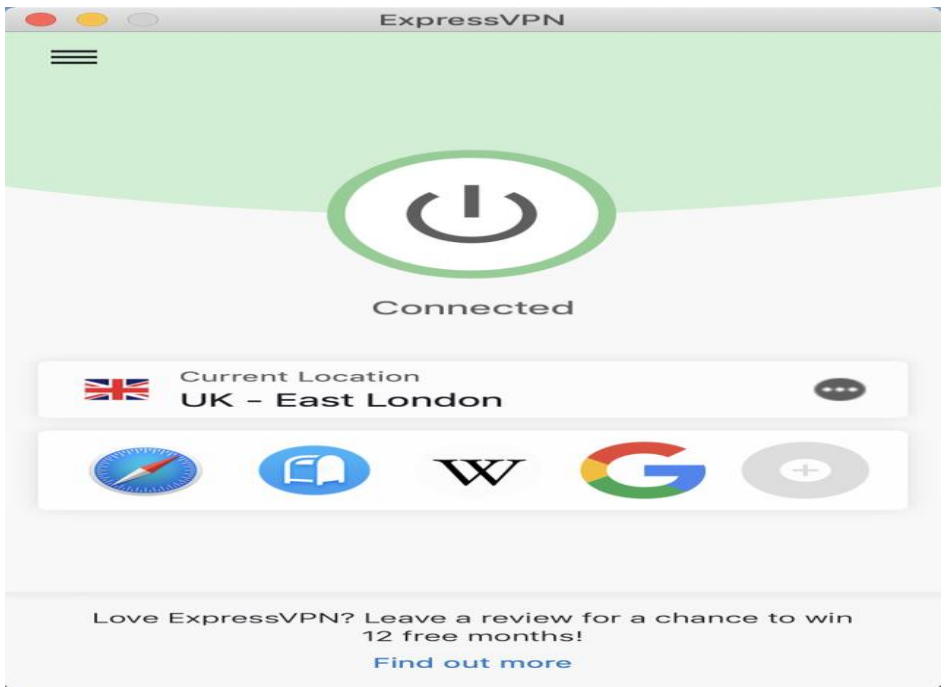 ExpressVPN
Connected
Current Location
UK - East London
W
G
Love ExpressVPN? Leave a review for a chance to win
12 free months!
Find out more